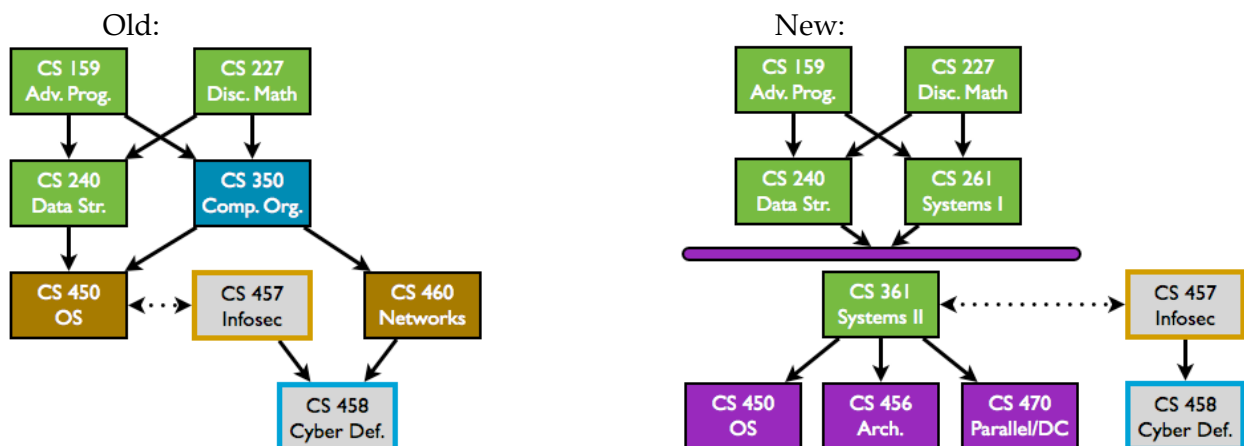 Old:
New:
CS 159
Adv. Prog.
CS 227
Disc. Math
CS 159
Adv. Prog.
CS 227
Disc. Math
CS 240
Data Str.
CS 350
Comp. Org.
CS 240
Data Str.
CS 261
Systems I
CS 450
OS
CS 457
Infosec
CS 460
Networks
CS 361
Systems II
CS 457
Infosec
CS 458
Cyber Def.
CS 450
OS
CS 456
Arch.
CS 470
Parallel/DC
CS 458
Cyber Def.